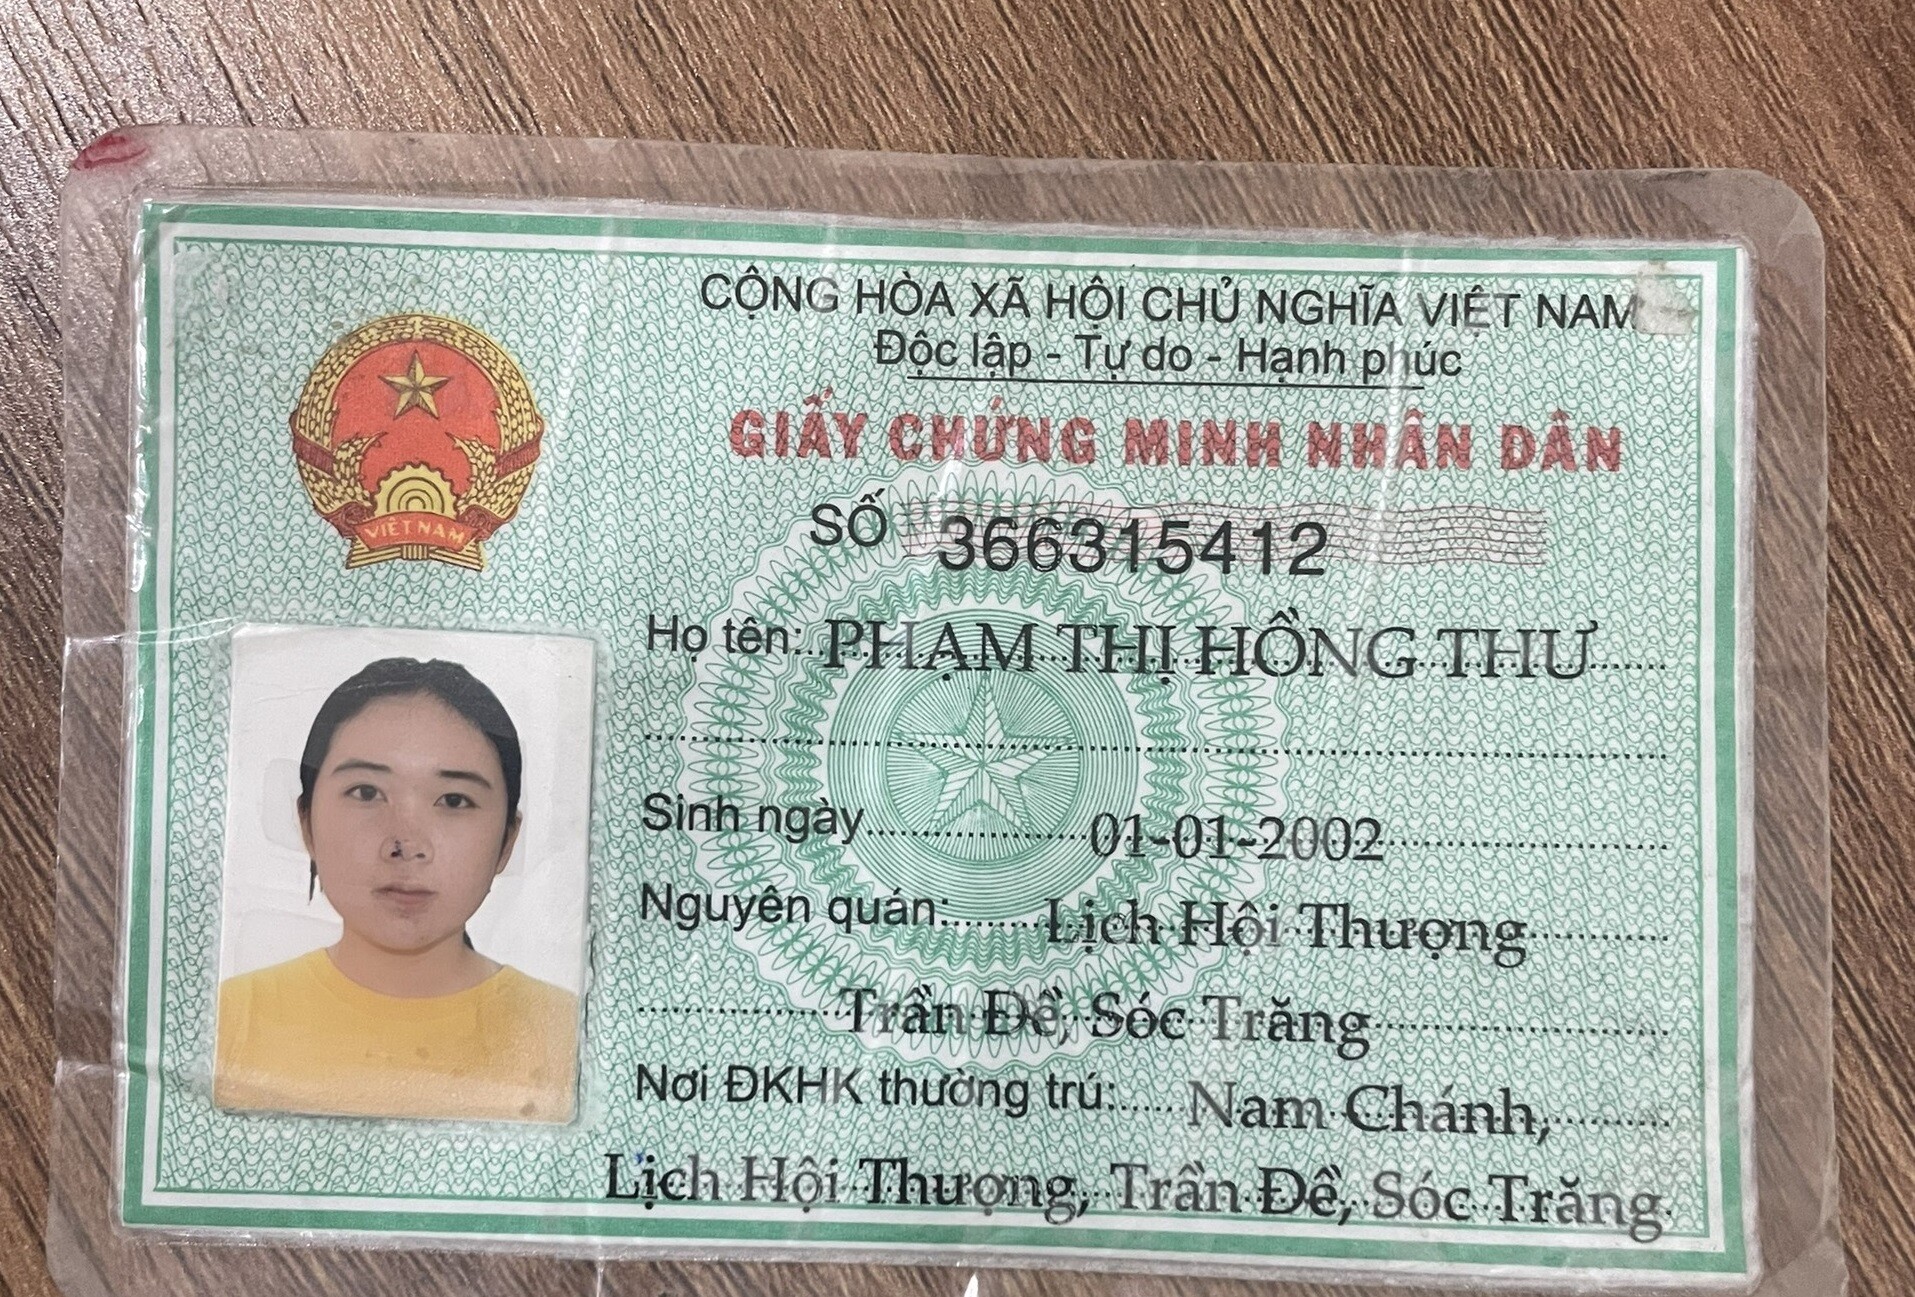 CỘNG HÒA XÃ HỘI CHỦ NGHĨA VIỆT NAM
Độc lập - Tự do - Hạnh phúc
GIẤY CHỨNG MINH NHÂN DÂN
VIỆT NAM
SỐ 366315412
Họ tên: PHẠM THỊ HỒNG THƯ
Sinh ngày 01-01-2002
Nguyên quán: Lịch Hội Thượng
Trần Đề, Sóc Trăng
Nơi ĐKHK thường trú: Nam Chánh,
Lịch Hội Thượng, Trần Đề, Sóc Trăng